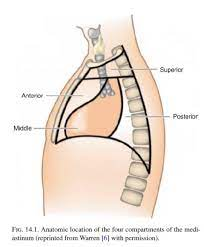 Superior
Anterior
Posterior
Middle
FIG. 14.1. Anatomic location of the four compartments of the medi-
astinum (reprinted from Warren [6] with permission).